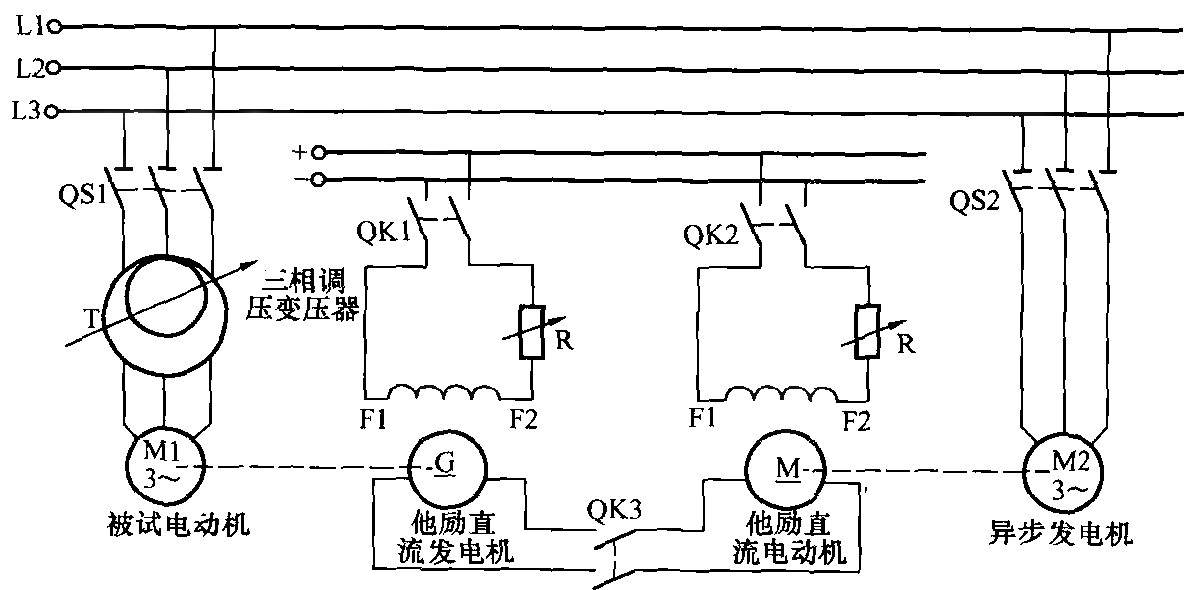 L1
L2
L3
+
−
QS1
QK1
QK2
QS2
T
三相调
压变压器
R
R
F1
F2
F1
F2
M1
3～
G
M
M2
3～
被试电动机
他励直
流发电机
QK3
他励直
流电动机
异步发电机